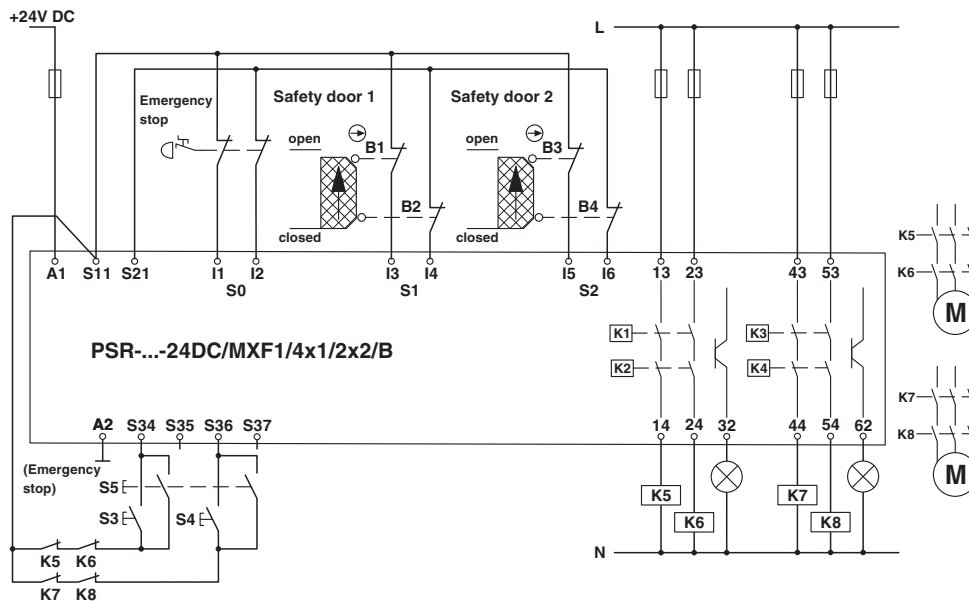 +24V DC
L
Emergency
stop
Safety door 1
Safety door 2
open
B1
open
B3
B2
B4
closed
closed
K5
K6
M
A1 S11 S21 I1 I2 I3 I4 I5 I6 13 23 43 53
S0 S1 S2
K1
K3
PSR-...-24DC/MXF1/4x1/2x2/B
K2
K4
K7
K8
M
A2 S34 S35 S36 S37 14 24 32 44 54 62
(Emergency
stop)
S5
S3
S4
K5
K7
K6
K8
K5 K6
N
K7 K8